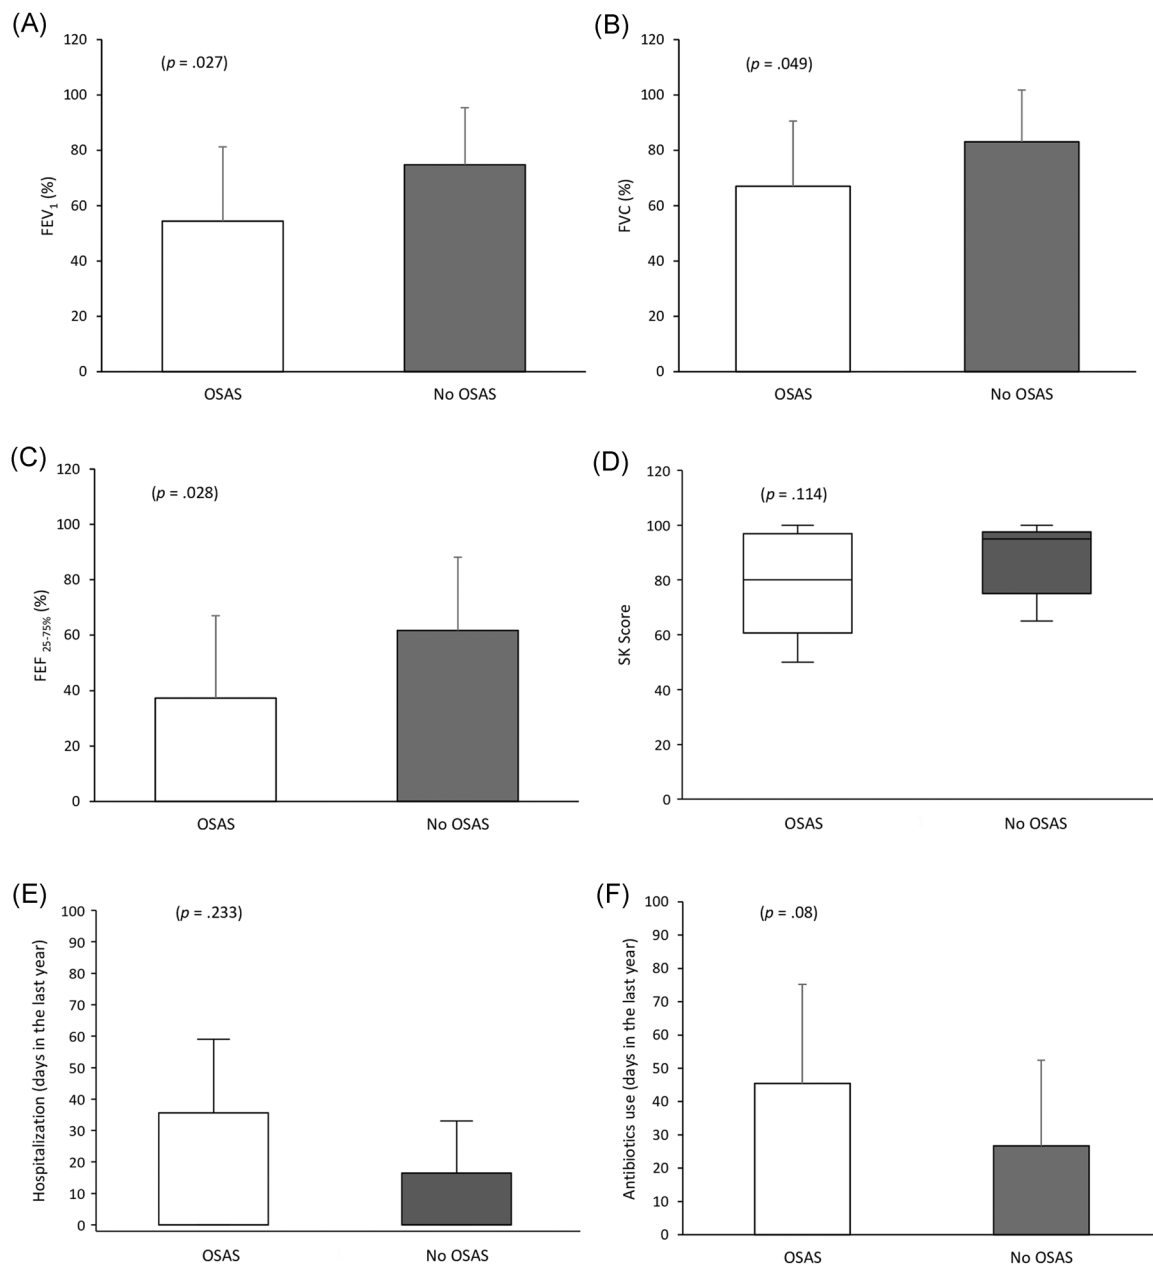 (A)
120
100
80
60
40
20
0
FEV1 (%)
(p = .027)
OSAS No OSAS
(B)
120
100
80
60
40
20
0
FVC (%)
(p = .049)
OSAS No OSAS
(C)
120
100
80
60
40
20
0
FEF 25-75% (%)
(p = .028)
OSAS No OSAS
(D)
120
100
80
60
40
20
0
SK Score
(p = .114)
OSAS No OSAS
(E)
100
90
80
70
60
50
40
30
20
10
0
Hospitalization (days in the last year)
(p = .233)
OSAS No OSAS
(F)
100
90
80
70
60
50
40
30
20
10
0
Antibiotics use (days in the last year)
(p = .08)
OSAS No OSAS